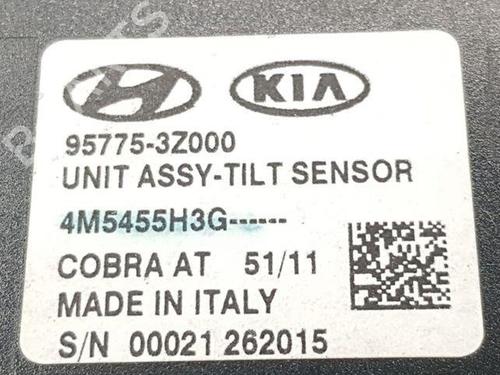 KIA
95775-3Z000
UNIT ASSY-TILT SENSOR
4M5455H3G------
COBRA AT 51/11
MADE IN ITALY
S/N 00021 262015